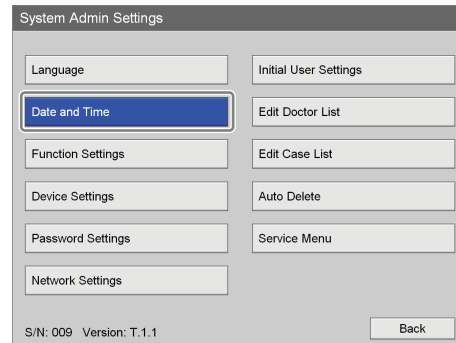 System Admin Settings
Language
Date and Time
Function Settings
Device Settings
Password Settings
Network Settings
Initial User Settings
Edit Doctor List
Edit Case List
Auto Delete
Service Menu
S/N: 009 Version: T.1.1
Back